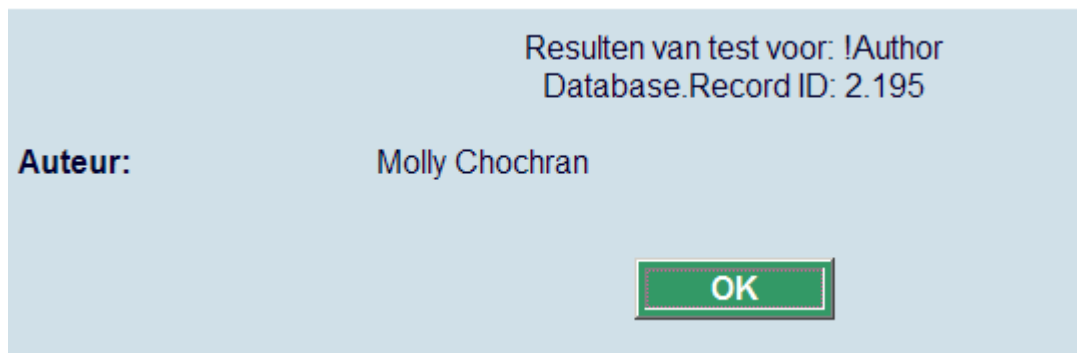 Resulten van test voor: !Author
Database.Record ID: 2.195
Auteur: Molly Chochran
OK